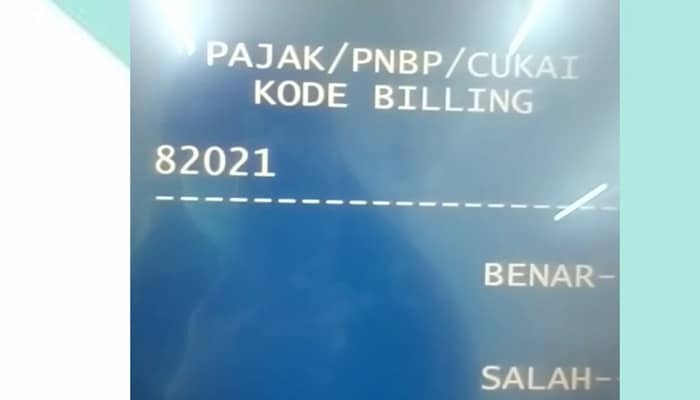 PAJAK/PNBP/CUKAI
KODE BILLING
82021
--------------------
BENAR-
SALAH-